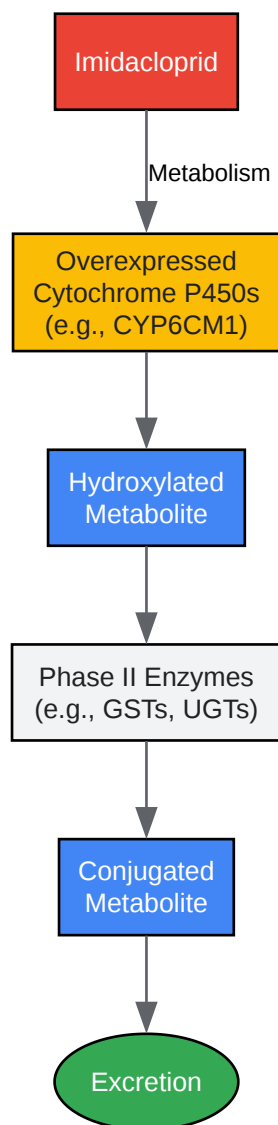 Imidacloprid
Metabolism
Overexpressed
Cytochrome P450s
(e.g., CYP6CM1)
Hydroxylated
Metabolite
Phase II Enzymes
(e.g., GSTs, UGTs)
Conjugated
Metabolite
Excretion